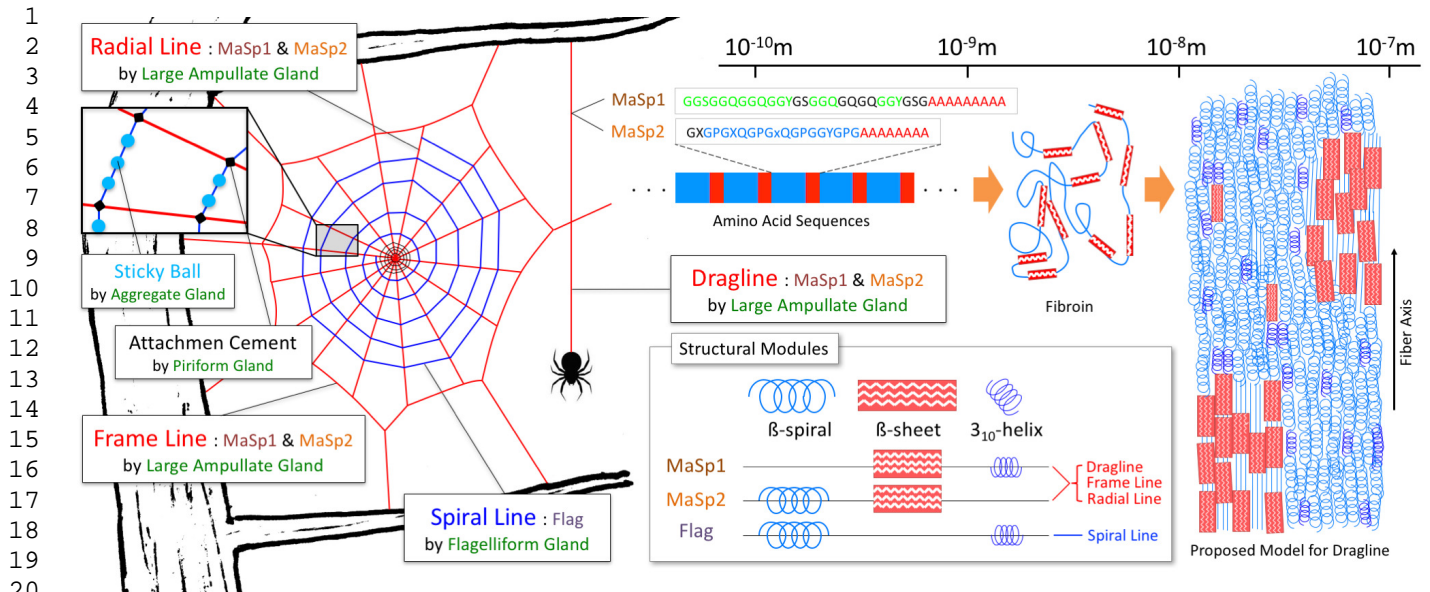 1
2
3
4
5
6
7
8
9
10
11
12
13
14
15
16
17
18
19
20
Radial Line : MaSp1 & MaSp2
by Large Ampullate Gland
Sticky Ball
by Aggregate Gland
Attachmen Cement
by Piriform Gland
Frame Line : MaSp1 & MaSp2
by Large Ampullate Gland
Spiral Line : Flag
by Flagelliform Gland
10-10m 10-9m 10-8m 10-7m
MaSp1 GGSGGQGGQGGYGSGGQGQGQGGYGSGAAAAAAAAA
MaSp2 GXGPGXQGPGxQGPGGYGPGAAAAAAAA
. . . . . .
Amino Acid Sequences
Fibroin
Dragline : MaSp1 & MaSp2
by Large Ampullate Gland
Structural Modules
ß-spiral ß-sheet 310-helix
MaSp1
MaSp2
Flag
Dragline
Frame Line
Radial Line
Spiral Line
Fiber Axis
Proposed Model for Dragline